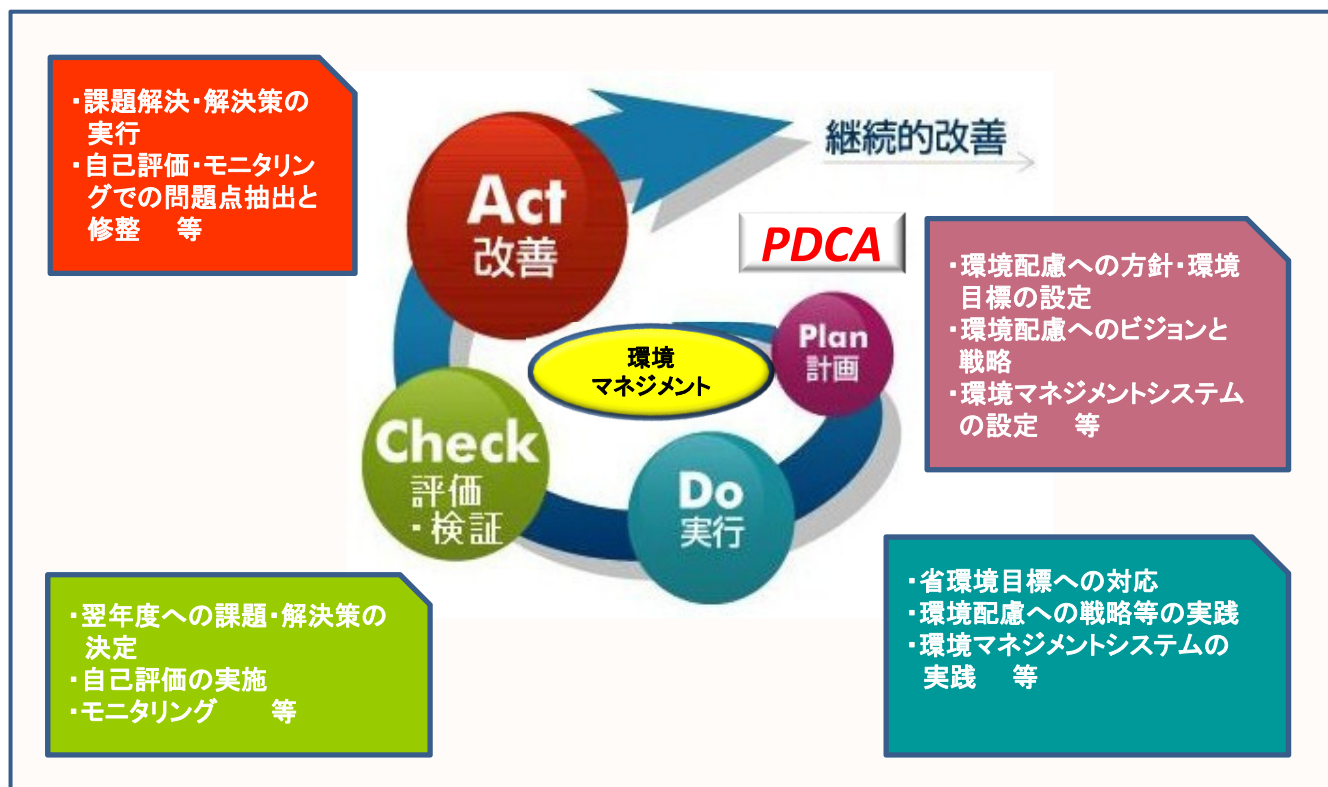 ・課題解決・解決策の
実行
・自己評価・モニタリン
グでの問題点抽出と
修整 等
Act
改善
継続的改善
PDCA
・環境配慮への方針・環境
目標の設定
・環境配慮へのビジョンと
戦略
・環境マネジメントシステム
の設定 等
Plan
計画
環境
マネジメント
Check
評価
・検証
Do
実行
・翌年度への課題・解決策の
決定
・自己評価の実施
・モニタリング 等
・省環境目標への対応
・環境配慮への戦略等の実践
・環境マネジメントシステムの
実践 等